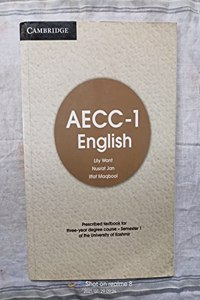 CAMBRIDGE
AECC-1
English
Lily Want
Nusrat Jan
Iffat Maqbool
Prescribed Textbook for
three-year degree course - Semester 1
of the University of Kashmir
Shot on realme 8